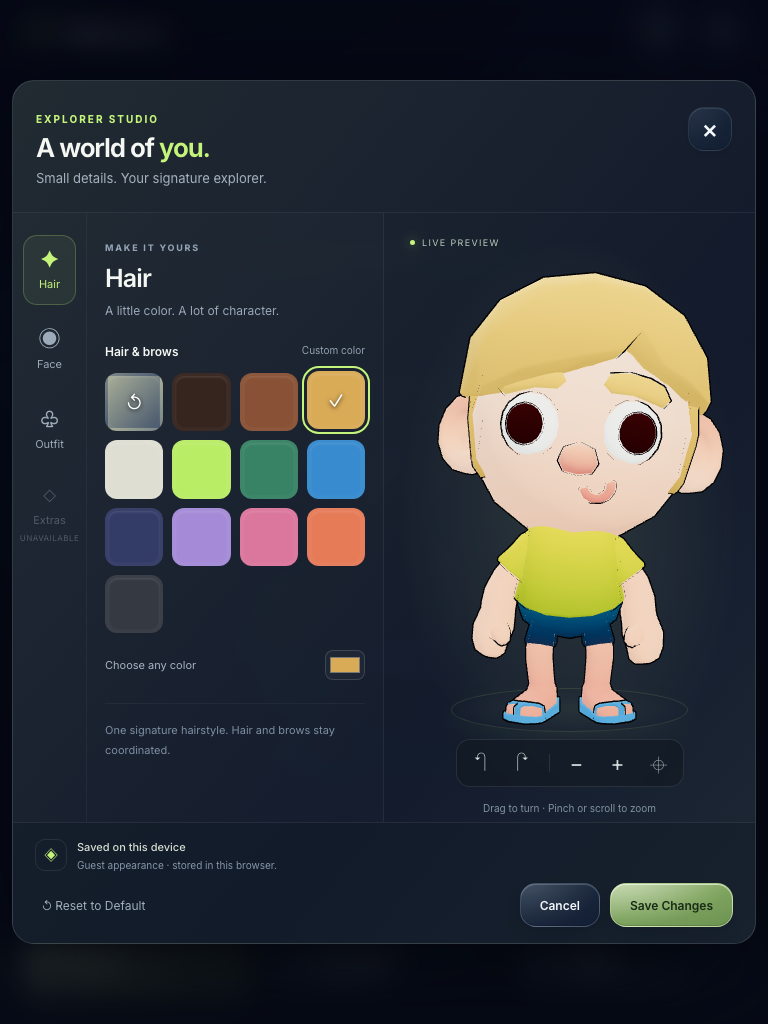 EXPLORER STUDIO
A world of you.
Small details. Your signature explorer.
Hair
Face
Outfit
Extras
UNAVAILABLE
MAKE IT YOURS
Hair
A little color. A lot of character.
Hair & brows
Custom color
Choose any color
One signature hairstyle. Hair and brows stay
coordinated.
LIVE PREVIEW
Drag to turn · Pinch or scroll to zoom
Saved on this device
Guest appearance · stored in this browser.
Reset to Default
Cancel
Save Changes